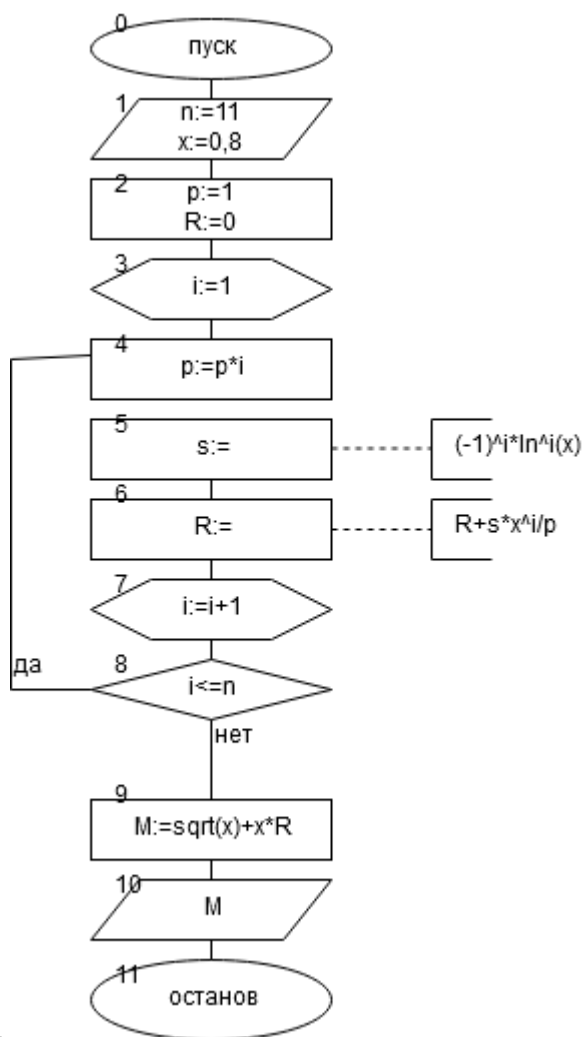 0
пуск
1
n:=11
x:=0,8
2
p:=1
R:=0
3
i:=1
4
p:=p*i
5
s:=
(-1)^i*ln^i(x)
6
R:=
R+s*x^i/p
7
i:=i+1
да
8
i<=n
нет
9
M:=sqrt(x)+x*R
10
M
11
останов